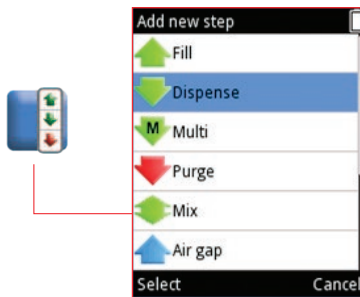 Add new step
Fill
Dispense
M Multi
Purge
Mix
Air gap
Select Cancel